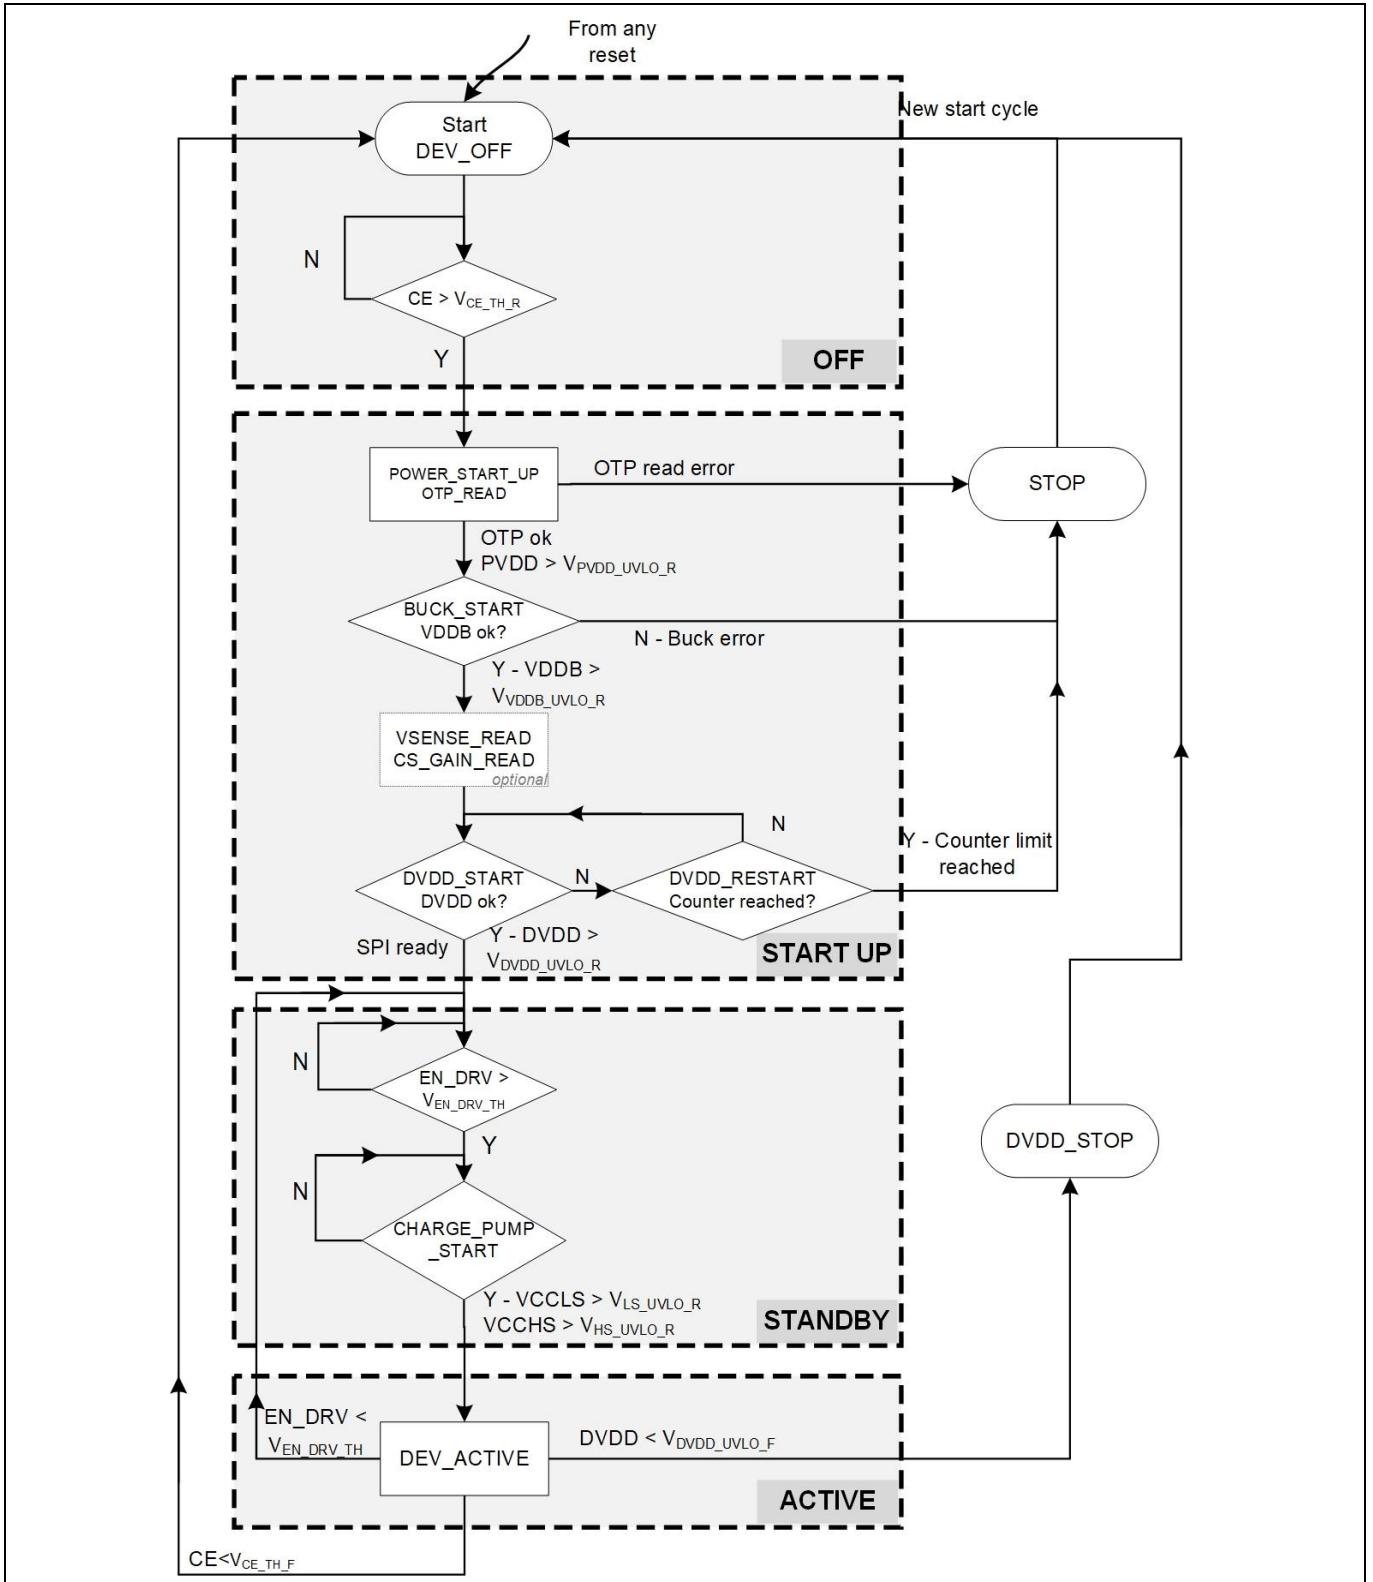 From any
reset
New start cycle
Start
DEV_OFF
N
CE > VCE_TH_R
Y
OFF
POWER_START_UP
OTP_READ
OTP read error
STOP
OTP ok
PVDD > VPVDD_UVLO_R
BUCK_START
VDDB ok?
N - Buck error
Y - VDDB >
VVDDB_UVLO_R
VSENSE_READ
CS_GAIN_READ
optional
N
Y - Counter limit
reached
DVDD_START
DVDD ok?
N
DVDD_RESTART
Counter reached?
SPI ready
Y - DVDD >
VDVDD_UVLO_R
START UP
N
EN_DRV >
VEN_DRV_TH
Y
DVDD_STOP
N
CHARGE_PUMP
_START
Y - VCCLS > VLS_UVLO_R
VCCHS > VHS_UVLO_R
STANDBY
EN_DRV <
VEN_DRV_TH
DEV_ACTIVE
DVDD < VDVDD_UVLO_F
ACTIVE
CE<VCE_TH_F